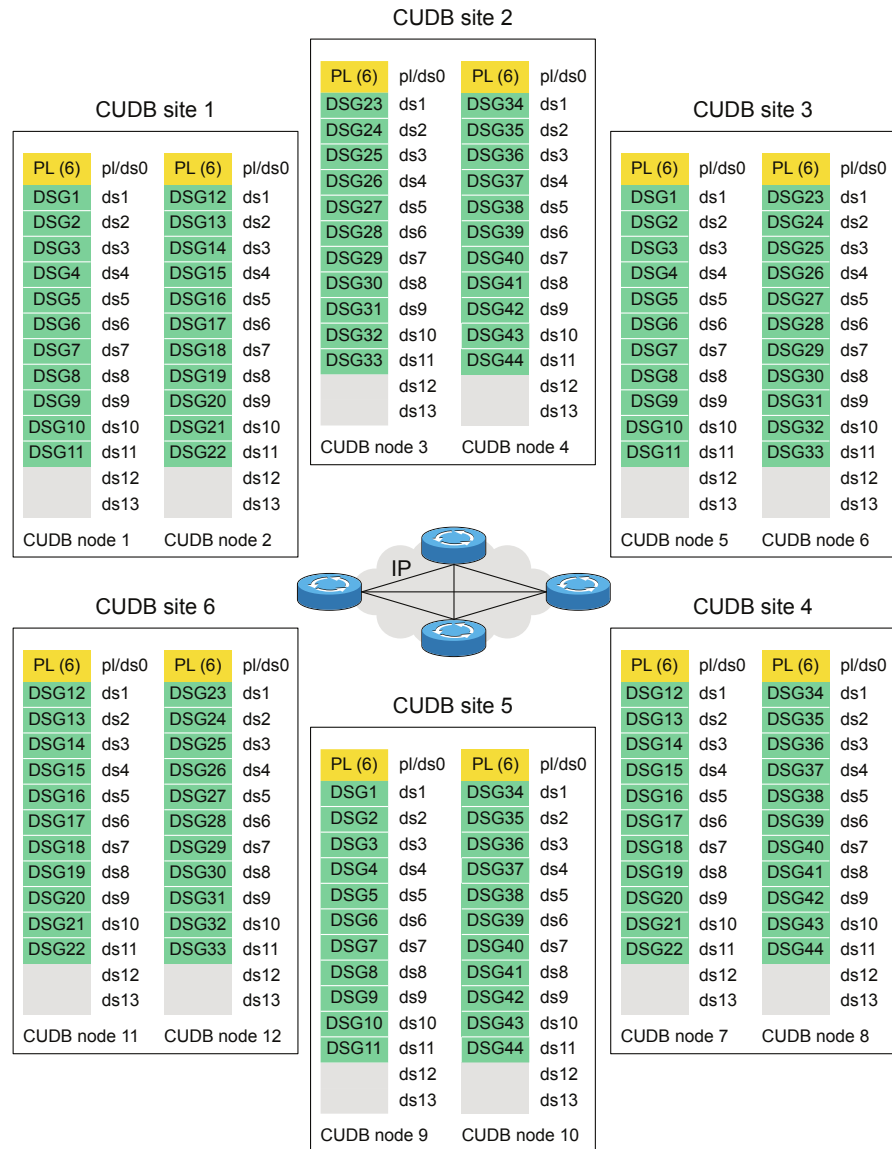 CUDB site 1
PL (6) pl/ds0 PL (6) pl/ds0
DSG1 ds1 DSG12 ds1
DSG2 ds2 DSG13 ds2
DSG3 ds3 DSG14 ds3
DSG4 ds4 DSG15 ds4
DSG5 ds5 DSG16 ds5
DSG6 ds6 DSG17 ds6
DSG7 ds7 DSG18 ds7
DSG8 ds8 DSG19 ds8
DSG9 ds9 DSG20 ds9
DSG10 ds10 DSG21 ds10
DSG11 ds11 DSG22 ds11
ds12 ds12
ds13 ds13
CUDB node 1 CUDB node 2
CUDB site 2
PL (6) pl/ds0 PL (6) pl/ds0
DSG23 ds1 DSG34 ds1
DSG24 ds2 DSG35 ds2
DSG25 ds3 DSG36 ds3
DSG26 ds4 DSG37 ds4
DSG27 ds5 DSG38 ds5
DSG28 ds6 DSG39 ds6
DSG29 ds7 DSG40 ds7
DSG30 ds8 DSG41 ds8
DSG31 ds9 DSG42 ds9
DSG32 ds10 DSG43 ds10
DSG33 ds11 DSG44 ds11
ds12 ds12
ds13 ds13
CUDB node 3 CUDB node 4
CUDB site 3
PL (6) pl/ds0 PL (6) pl/ds0
DSG1 ds1 DSG23 ds1
DSG2 ds2 DSG24 ds2
DSG3 ds3 DSG25 ds3
DSG4 ds4 DSG26 ds4
DSG5 ds5 DSG27 ds5
DSG6 ds6 DSG28 ds6
DSG7 ds7 DSG29 ds7
DSG8 ds8 DSG30 ds8
DSG9 ds9 DSG31 ds9
DSG10 ds10 DSG32 ds10
DSG11 ds11 DSG33 ds11
ds12 ds12
ds13 ds13
CUDB node 5 CUDB node 6
IP
CUDB site 6
PL (6) pl/ds0 PL (6) pl/ds0
DSG12 ds1 DSG23 ds1
DSG13 ds2 DSG24 ds2
DSG14 ds3 DSG25 ds3
DSG15 ds4 DSG26 ds4
DSG16 ds5 DSG27 ds5
DSG17 ds6 DSG28 ds6
DSG18 ds7 DSG29 ds7
DSG19 ds8 DSG30 ds8
DSG20 ds9 DSG31 ds9
DSG21 ds10 DSG32 ds10
DSG22 ds11 DSG33 ds11
ds12 ds12
ds13 ds13
CUDB node 11 CUDB node 12
CUDB site 5
PL (6) pl/ds0 PL (6) pl/ds0
DSG1 ds1 DSG34 ds1
DSG2 ds2 DSG35 ds2
DSG3 ds3 DSG36 ds3
DSG4 ds4 DSG37 ds4
DSG5 ds5 DSG38 ds5
DSG6 ds6 DSG39 ds6
DSG7 ds7 DSG40 ds7
DSG8 ds8 DSG41 ds8
DSG9 ds9 DSG42 ds9
DSG10 ds10 DSG43 ds10
DSG11 ds11 DSG44 ds11
ds12 ds12
ds13 ds13
CUDB node 9 CUDB node 10
CUDB site 4
PL (6) pl/ds0 PL (6) pl/ds0
DSG12 ds1 DSG34 ds1
DSG13 ds2 DSG35 ds2
DSG14 ds3 DSG36 ds3
DSG15 ds4 DSG37 ds4
DSG16 ds5 DSG38 ds5
DSG17 ds6 DSG39 ds6
DSG18 ds7 DSG40 ds7
DSG19 ds8 DSG41 ds8
DSG20 ds9 DSG42 ds9
DSG21 ds10 DSG43 ds10
DSG22 ds11 DSG44 ds11
ds12 ds12
ds13 ds13
CUDB node 7 CUDB node 8